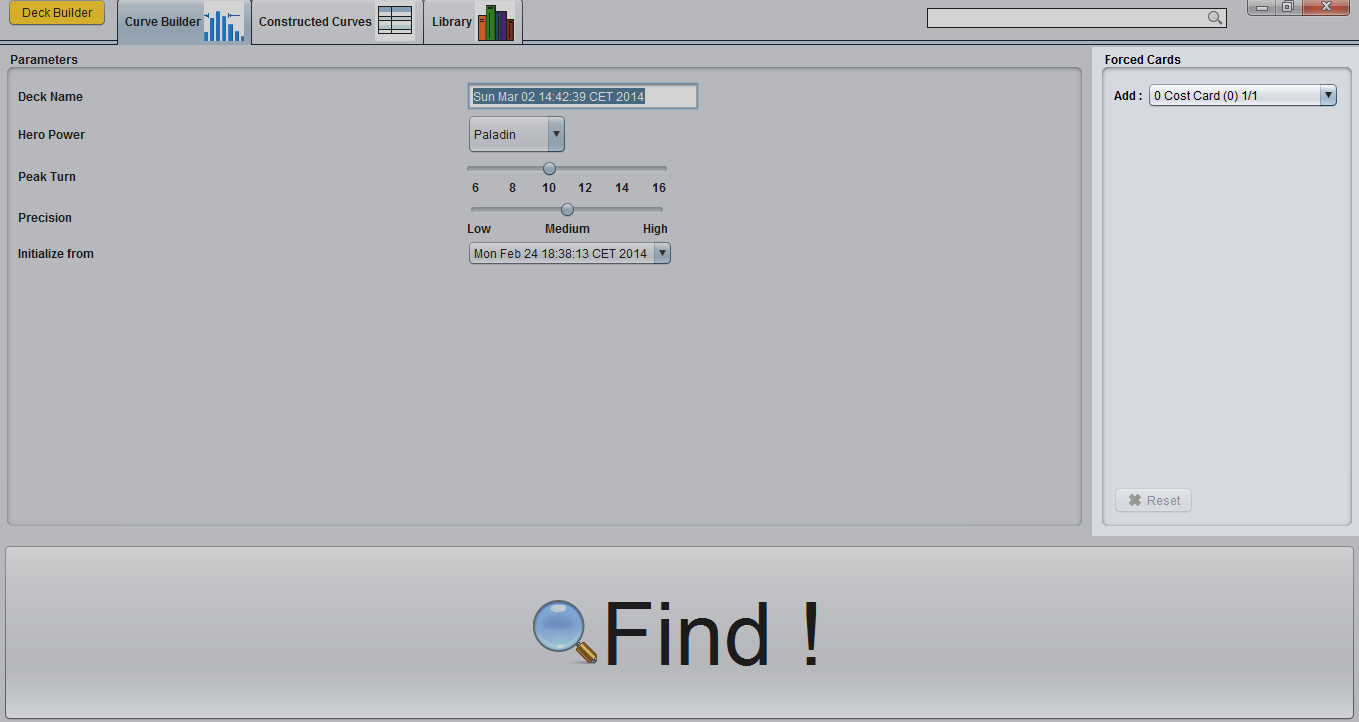 Deck Builder
Curve Builder
Constructed Curves
Library
Parameters
Forced Cards
Deck Name
Sun Mar 02 14:42:39 CET 2014
Add :
0 Cost Card (0) 1/1
Hero Power
Paladin
Peak Turn
6 8 10 12 14 16
Precision
Low Medium High
Initialize from
Mon Feb 24 18:38:13 CET 2014
Reset
Find !